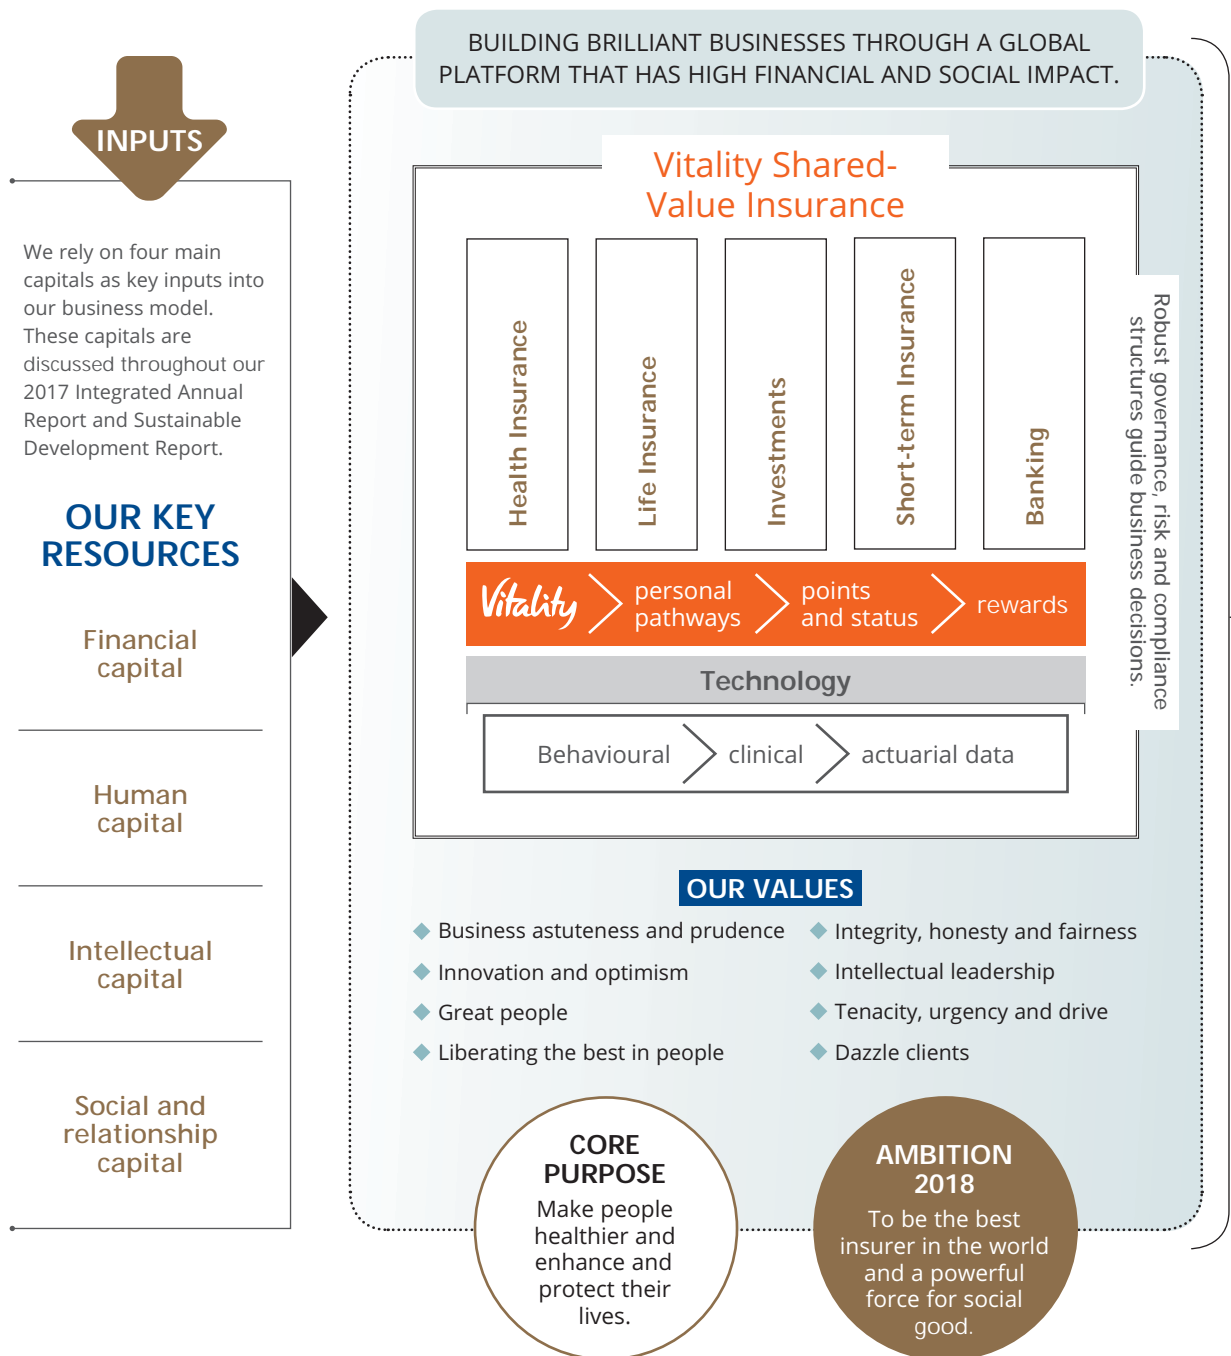 INPUTS
We rely on four main
capitals as key inputs into
our business model.
These capitals are
discussed throughout our
2017 Integrated Annual
Report and Sustainable
Development Report.
OUR KEY
RESOURCES
Financial
capital
Human
capital
Intellectual
capital
Social and
relationship
capital
BUILDING BRILLIANT BUSINESSES THROUGH A GLOBAL
PLATFORM THAT HAS HIGH FINANCIAL AND SOCIAL IMPACT.
Vitality Shared-
Value Insurance
Health Insurance
Life Insurance
Investments
Short-term Insurance
Banking
Robust governance, risk and compliance
structures guide business decisions.
Vitality
personal
pathways
points
and status
rewards
Technology
Behavioural
clinical
actuarial data
OUR VALUES
Business astuteness and prudence
Innovation and optimism
Great people
Liberating the best in people
Integrity, honesty and fairness
Intellectual leadership
Tenacity, urgency and drive
Dazzle clients
CORE
PURPOSE
Make people
healthier and
enhance and
protect their
lives.
AMBITION
2018
To be the best
insurer in the world
and a powerful
force for social
good.